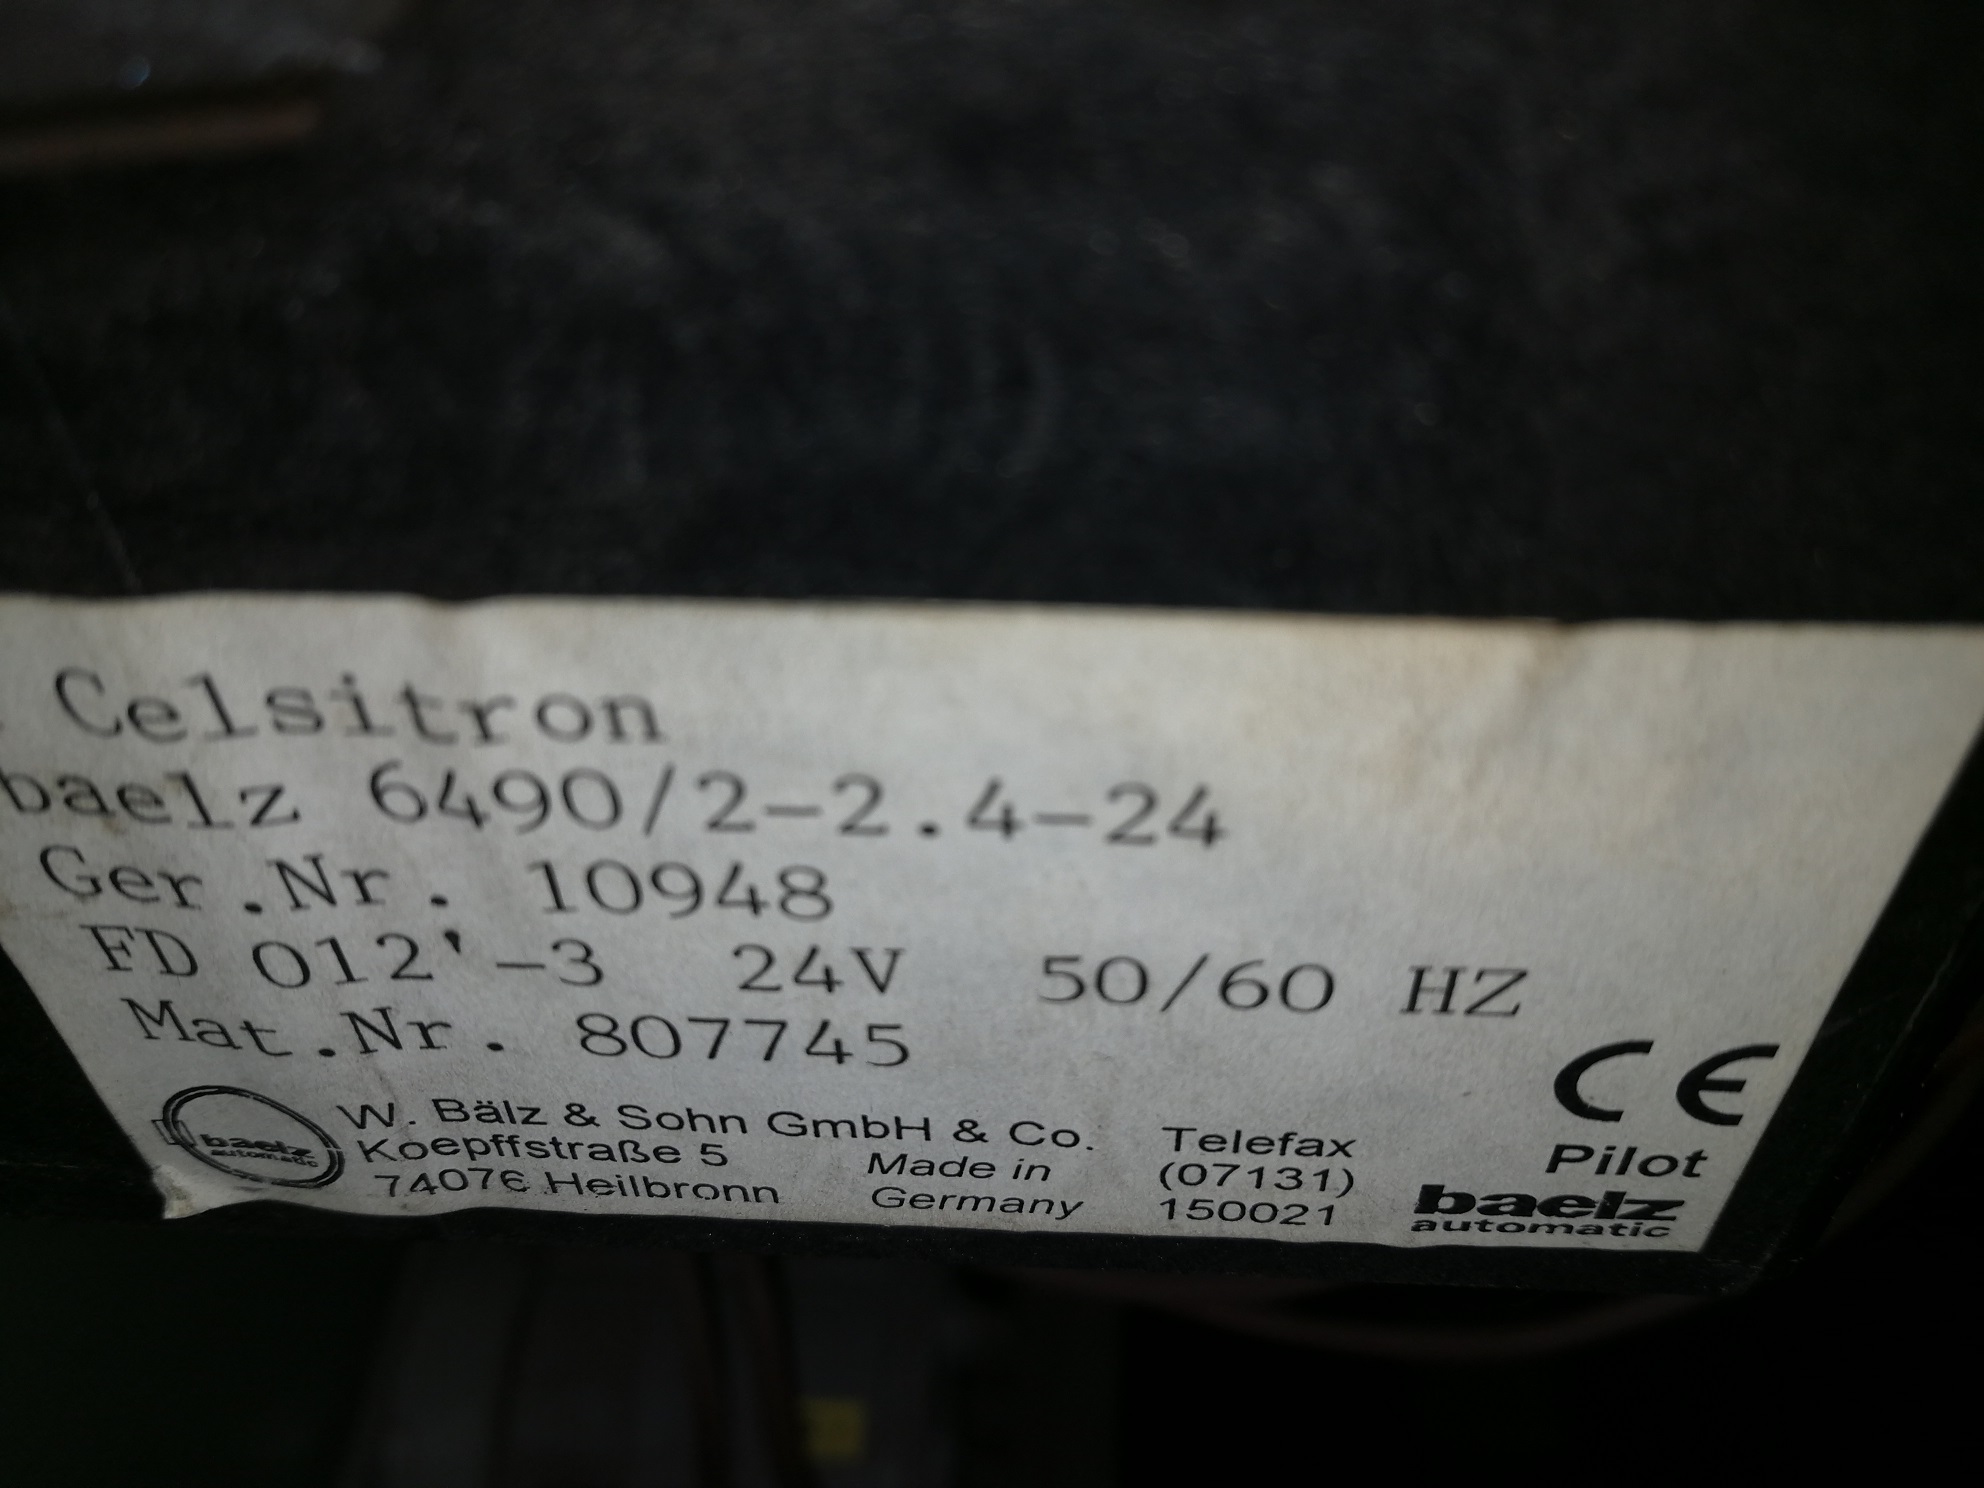 Celsitron
baelz 6490/2-2.4-24
Ger.Nr. 10948
FD 012'-3 24V 50/60 HZ
Mat.Nr. 807745
CE
Pilot
baelz
automatic
W. Bälz & Sohn GmbH & Co.
Koepffstraße 5
74076 Heilbronn
Made in
Germany
Telefax
(07131)
150021
baelz
automatic